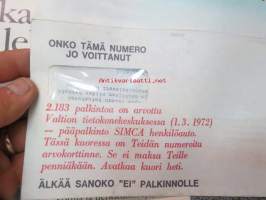 ka
ONKO TÄMÄ NUMERO
JO VOITTANUT
2.183 palkintoa on arvottu
Valtion tietokonekeskuksessa (1.3.1972)
— pääpalkinto SIMCA henkilöauto.
Tässä kuoressa on Teidän numeroitu
arvokorttinne. Se ei maksa Teille
penniäkään. Avatkaa kuori heti.
ÄLKÄÄ SANOKO "EI" PALKINNOLLE